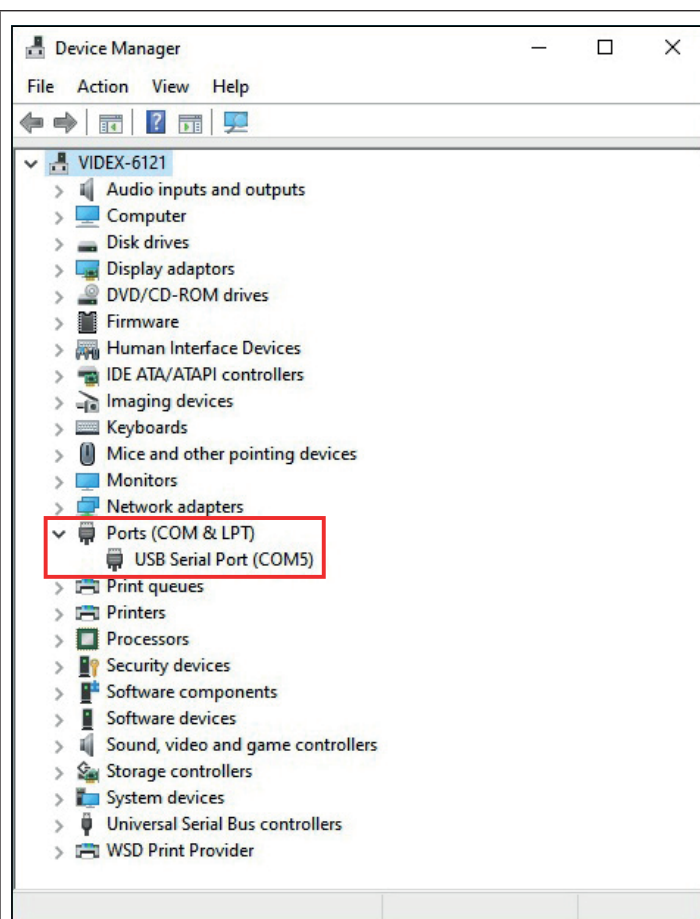 Device Manager
File Action View Help
VIDEX-6121
Audio inputs and outputs
Computer
Disk drives
Display adaptors
DVD/CD-ROM drives
Firmware
Human Interface Devices
IDE ATA/ATAPI controllers
Imaging devices
Keyboards
Mice and other pointing devices
Monitors
Network adapters
Ports (COM & LPT)
USB Serial Port (COM5)
Print queues
Printers
Processors
Security devices
Software components
Software devices
Sound, video and game controllers
Storage controllers
System devices
Universal Serial Bus controllers
WSD Print Provider